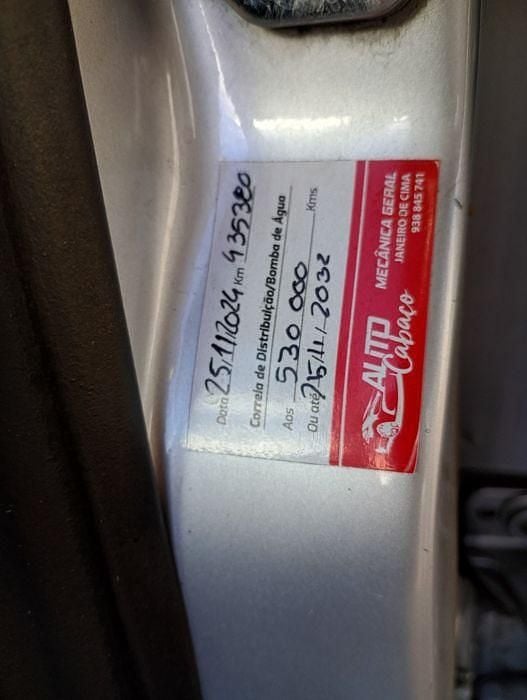 Data 25/11/2024 Km 435380
Correia de Distribuição/Bomba de Água
Aos 530 000 Kms
Ou até 25/11/2032
AUTO
Cabaço
MECÂNICA GERAL
JANEIRO DE CIMA
938 845 741